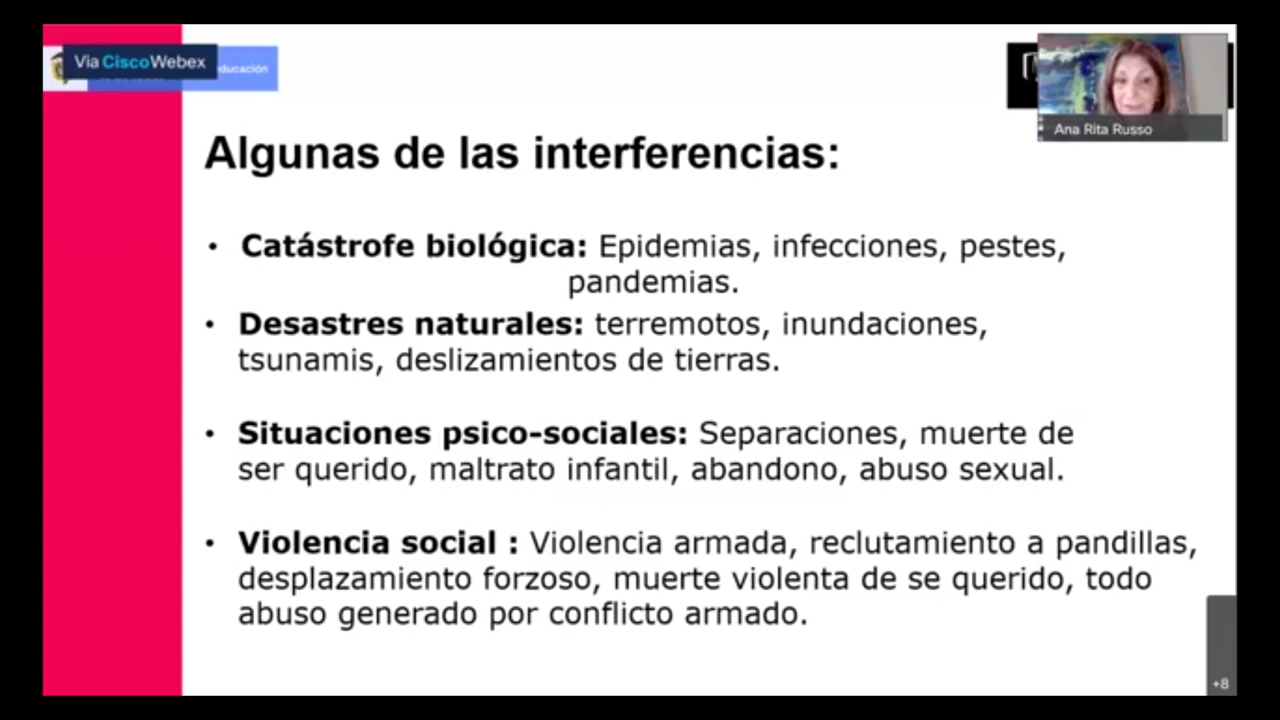 Via CiscoWebex
educación
Ana Rita Russo
Algunas de las interferencias:
• Catástrofe biológica: Epidemias, infecciones, pestes,
pandemias.
• Desastres naturales: terremotos, inundaciones,
tsunamis, deslizamientos de tierras.
• Situaciones psico-sociales: Separaciones, muerte de
ser querido, maltrato infantil, abandono, abuso sexual.
• Violencia social : Violencia armada, reclutamiento a pandillas,
desplazamiento forzoso, muerte violenta de se querido, todo
abuso generado por conflicto armado.
+8